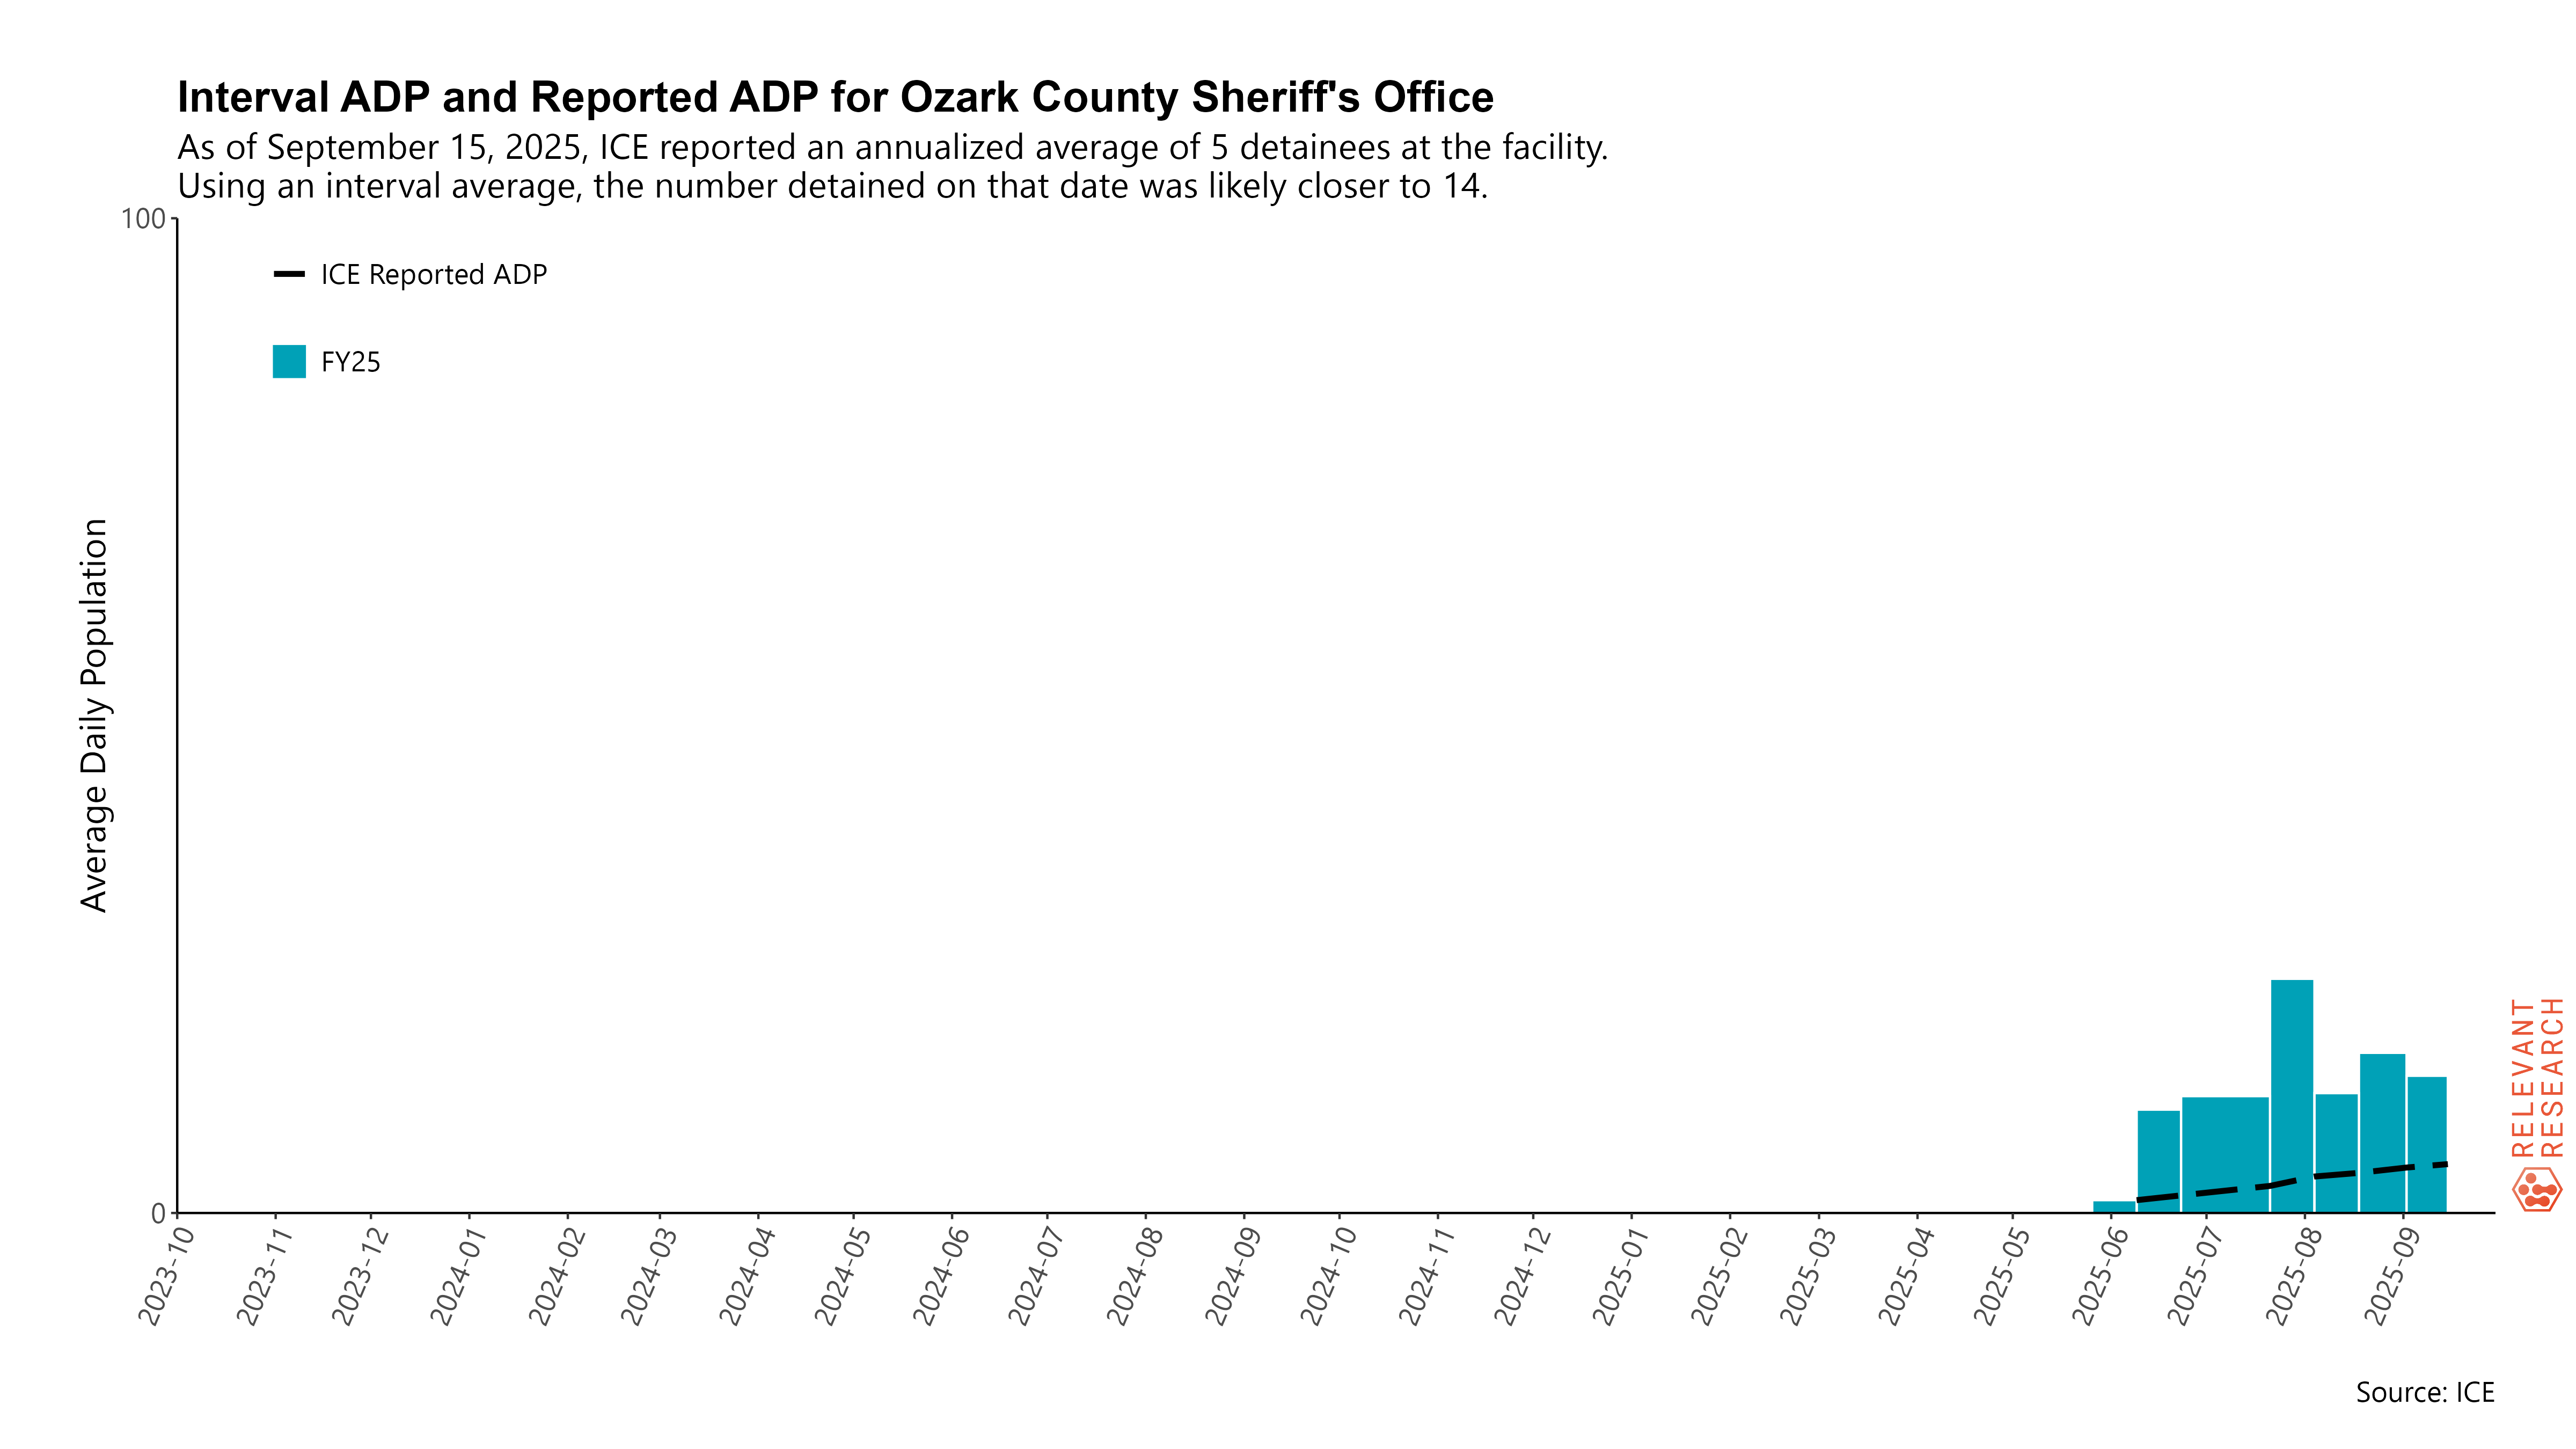 Interval ADP and Reported ADP for Ozark County Sheriff's Office
As of September 15, 2025, ICE reported an annualized average of 5 detainees at the facility.
Using an interval average, the number detained on that date was likely closer to 14.
100
ICE Reported ADP
FY25
Average Daily Population
0
2023-10
2023-11
2023-12
2024-01
2024-02
2024-03
2024-04
2024-05
2024-06
2024-07
2024-08
2024-09
2024-10
2024-11
2024-12
2025-01
2025-02
2025-03
2025-04
2025-05
2025-06
2025-07
2025-08
2025-09
RELEVANT
RESEARCH
Source: ICE